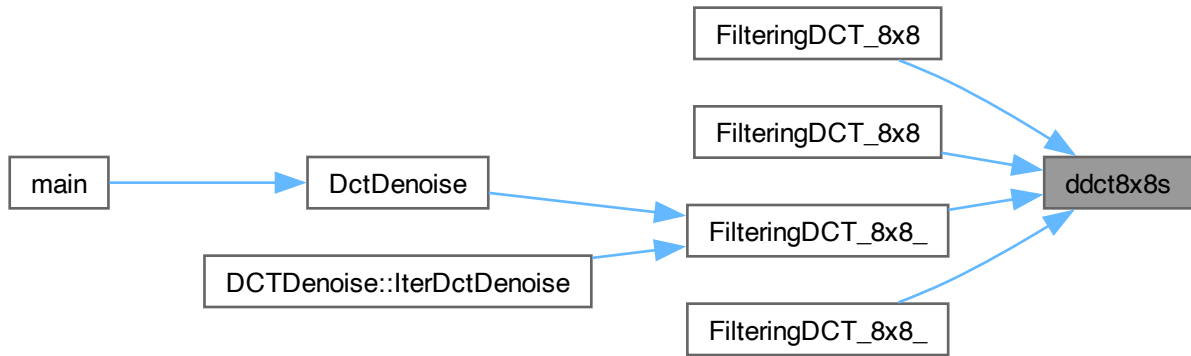 FilteringDCT_8x8
FilteringDCT_8x8
main
DctDenoise
ddct8x8s
FilteringDCT_8x8_
DCTDenoise::IterDctDenoise
FilteringDCT_8x8_